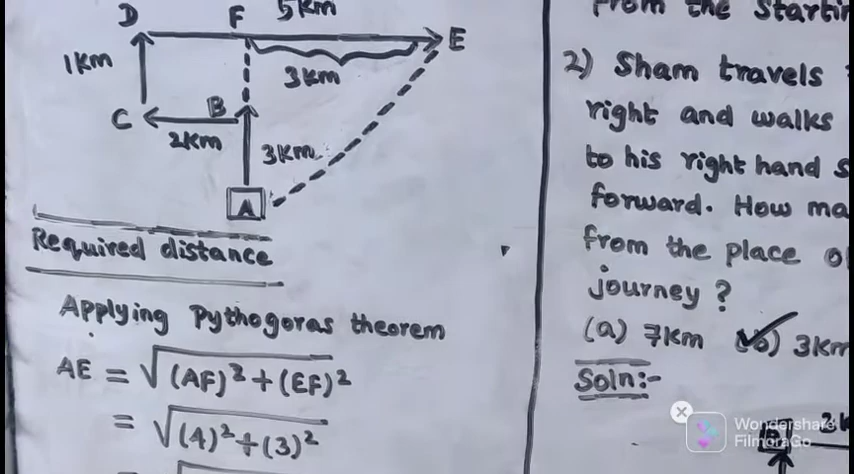 D F 5km E
1km
3km
C B
2km 3km
A
Required distance
Applying Pythogoras theorem
AE = √(AF)² + (EF)²
= √(4)² + (3)²
from the
2) Sham travels
right and walks
to his right hand
forward. How
from the place
journey ?
(a) 7km (b) 3km
Soln:-
Wondershare
FilmoraGo